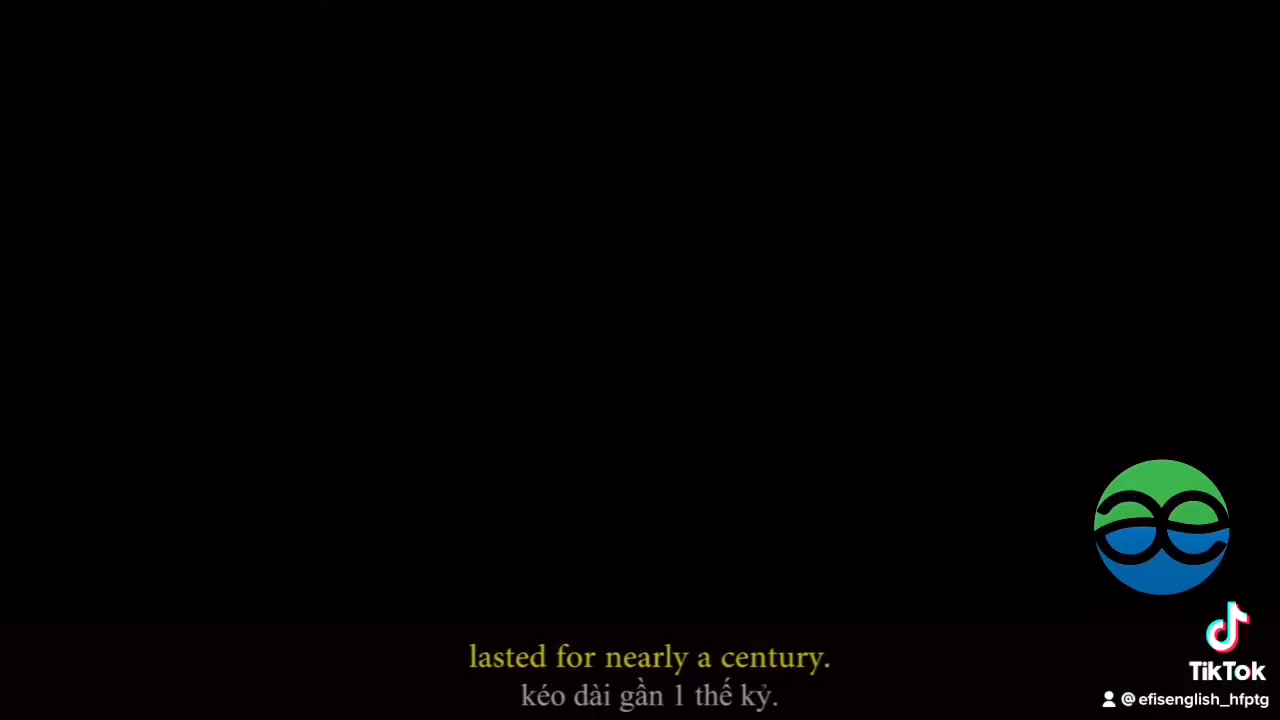 lasted for nearly a century.
kéo dài gần 1 thế kỷ.
TikTok
@efisenglish_hfptg